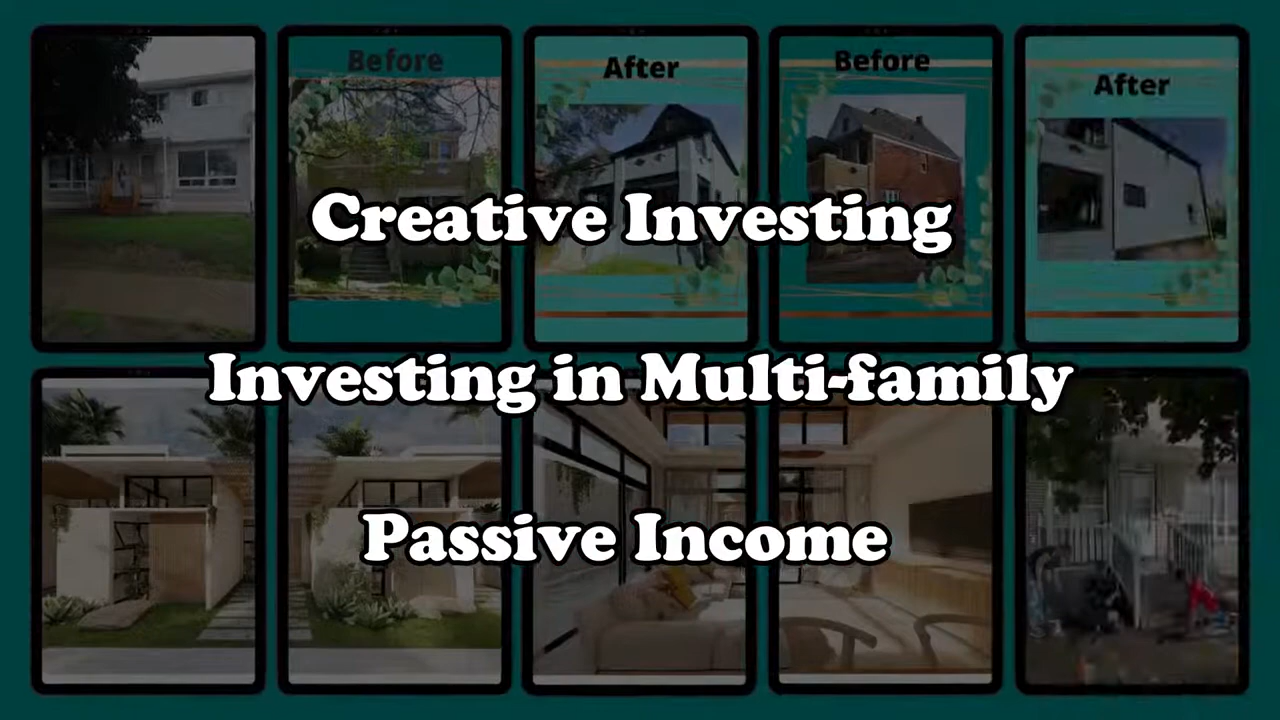 Before
After
Before
After
Creative Investing
Investing in Multi-family
Passive Income